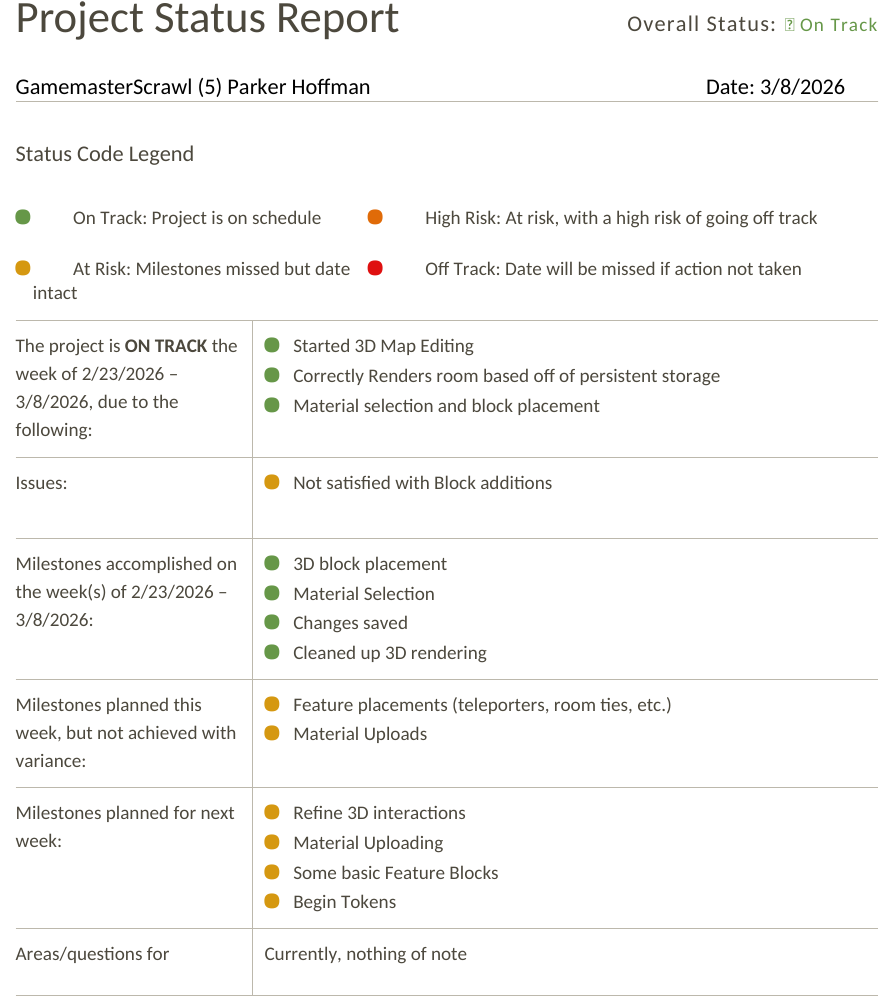 Project Status Report
Overall Status: On Track
GamemasterScrawl (5) Parker Hoffman
Date: 3/8/2026
Status Code Legend
On Track: Project is on schedule
High Risk: At risk, with a high risk of going off track
At Risk: Milestones missed but date
intact
Off Track: Date will be missed if action not taken
The project is ON TRACK the
week of 2/23/2026 –
3/8/2026, due to the
following:
Started 3D Map Editing
Correctly Renders room based off of persistent storage
Material selection and block placement
Issues:
Not satisfied with Block additions
Milestones accomplished on
the week(s) of 2/23/2026 –
3/8/2026:
3D block placement
Material Selection
Changes saved
Cleaned up 3D rendering
Milestones planned this
week, but not achieved with
variance:
Feature placements (teleporters, room ties, etc.)
Material Uploads
Milestones planned for next
week:
Refine 3D interactions
Material Uploading
Some basic Feature Blocks
Begin Tokens
Areas/questions for
Currently, nothing of note